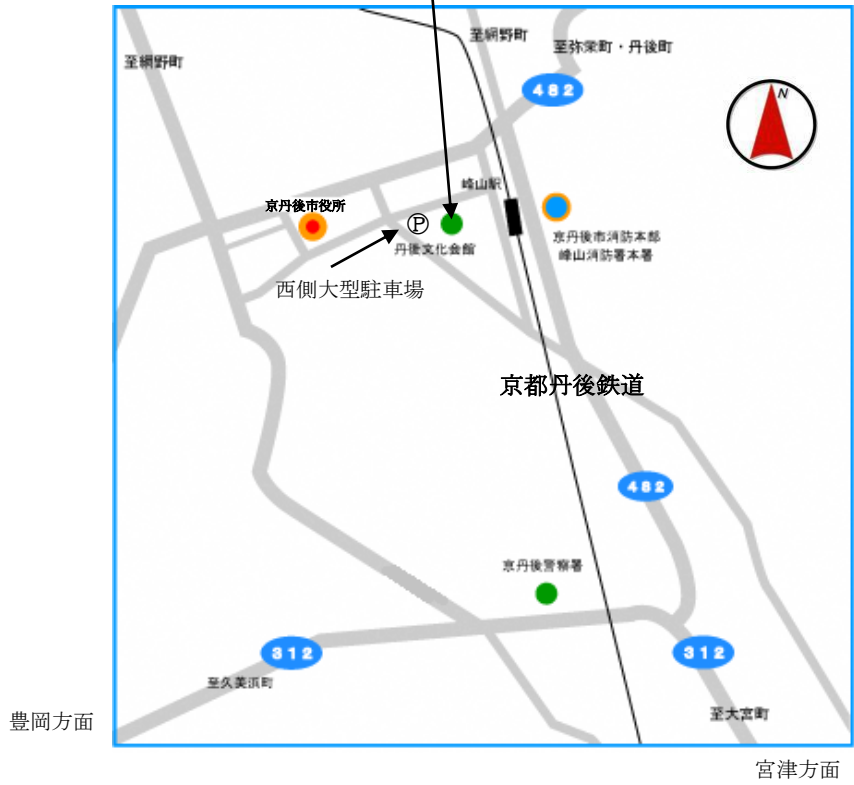 至網野町
至網野町
至弥栄町・丹後町
482
N
峰山駅
京丹後市役所
P
丹後文化会館
京丹後市消防本部
峰山消防署本署
西側大型駐車場
京都丹後鉄道
482
京丹後警察署
312
312
至久美浜町
至大宮町
豊岡方面
宮津方面